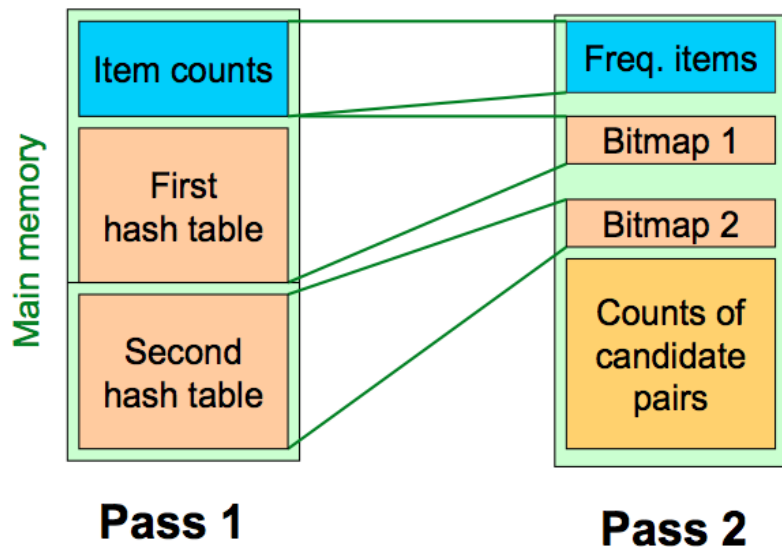 Main memory
Item counts
First
hash table
Second
hash table
Pass 1
Freq. items
Bitmap 1
Bitmap 2
Counts of
candidate
pairs
Pass 2